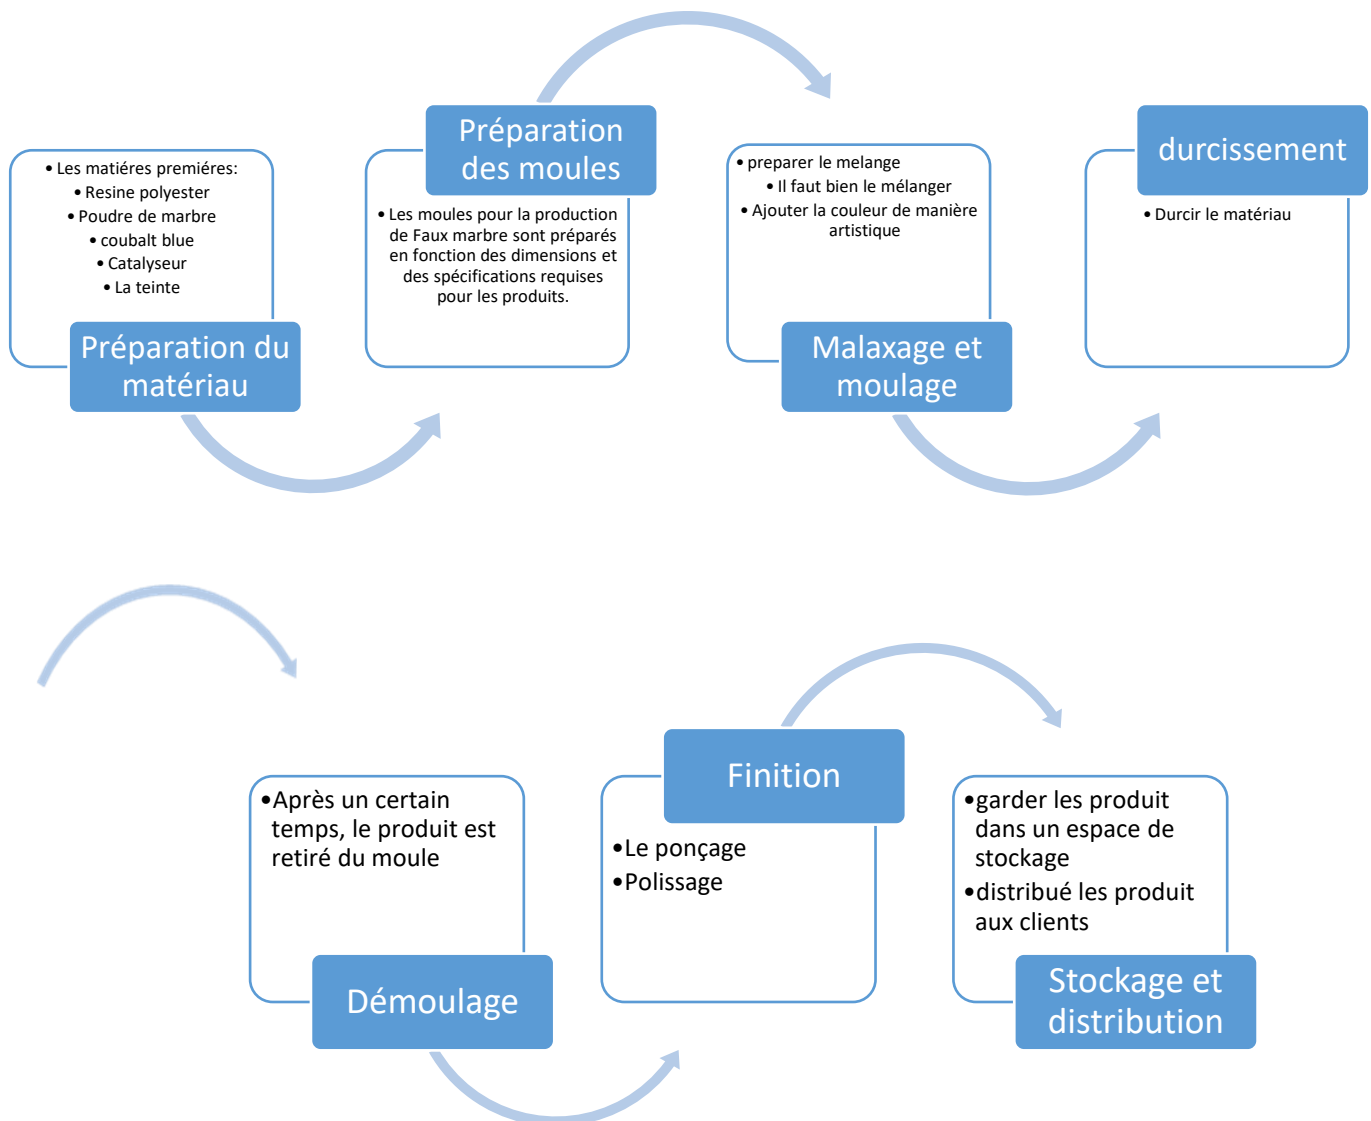 • Les matiéres premiéres:
• Resine polyester
• Poudre de marbre
• coubalt blue
• Catalyseur
• La teinte
Préparation du
matériau
Préparation
des moules
• Les moules pour la production
de Faux marbre sont préparés
en fonction des dimensions et
des spécifications requises
pour les produits.
• preparer le melange
• Il faut bien le mélanger
• Ajouter la couleur de manière
artistique
Malaxage et
moulage
durcissement
• Durcir le matériau
•Après un certain
temps, le produit est
retiré du moule
Démoulage
Finition
•Le ponçage
•Polissage
•garder les produit
dans un espace de
stockage
•distribué les produit
aux clients
Stockage et
distribution